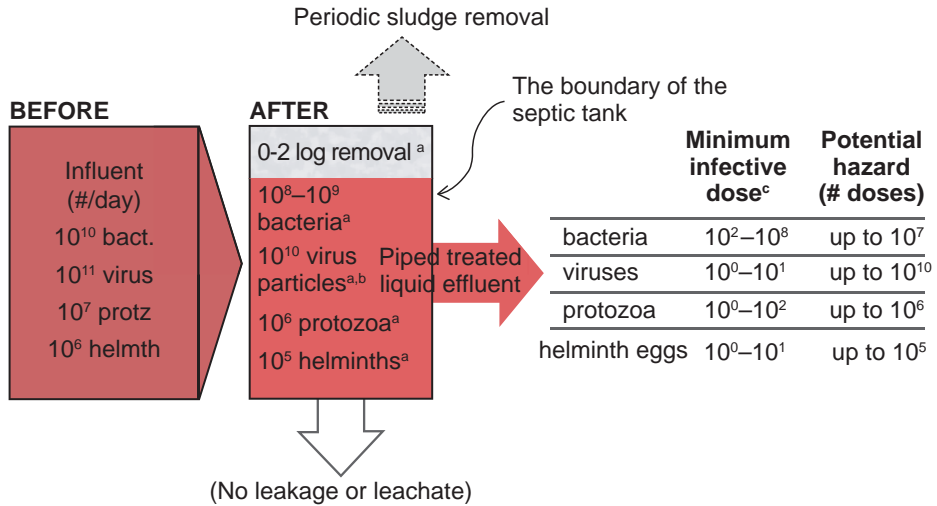 Periodic sludge removal
The boundary of the
septic tank
BEFORE
Influent
(#/day)
10¹⁰ bact.
10¹¹ virus
10⁷ protz
10⁶ helmth
AFTER
0-2 log removal ᵃ
10⁸–10⁹
bacteriaᵃ
10¹⁰ virus
particlesᵃ,ᵇ
10⁶ protozoaᵃ
10⁵ helminthsᵃ
Piped treated
liquid effluent
(No leakage or leachate)
Minimum infective doseᶜ Potential hazard (# doses)
bacteria 10²–10⁸ up to 10⁷
viruses 10⁰–10¹ up to 10¹⁰
protozoa 10⁰–10² up to 10⁶
helminth eggs 10⁰–10¹ up to 10⁵